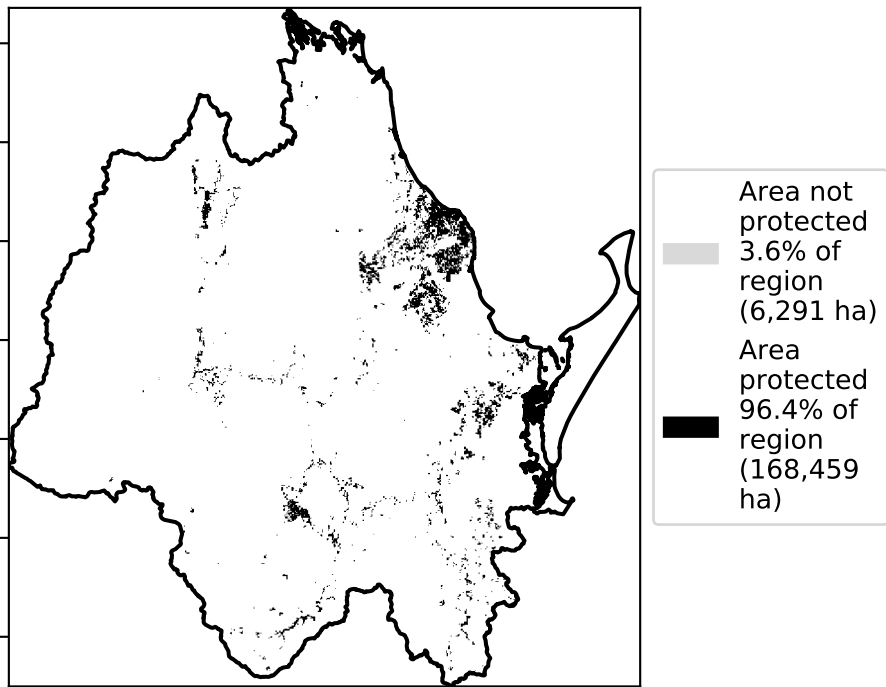 Area not
protected
3.6% of
region
(6,291 ha)
Area
protected
96.4% of
region
(168,459
ha)